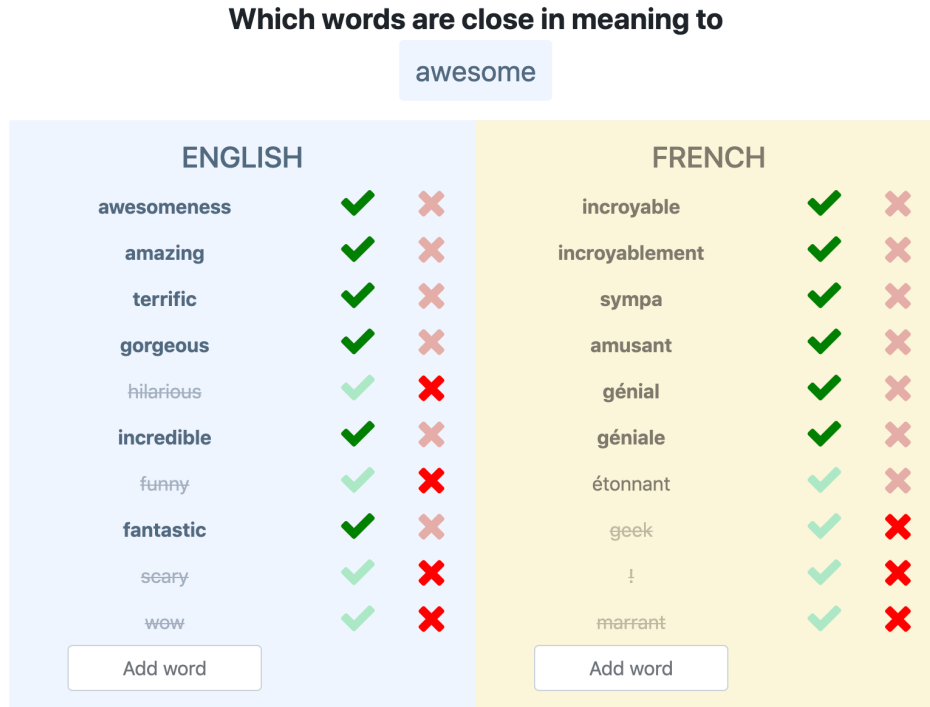 Which words are close in meaning to
awesome
ENGLISH
awesomeness
amazing
terrific
gorgeous
hilarious
incredible
funny
fantastic
scary
wow
Add word
FRENCH
incroyable
incroyablement
sympa
amusant
génial
géniale
étonnant
geek
!
marrant
Add word